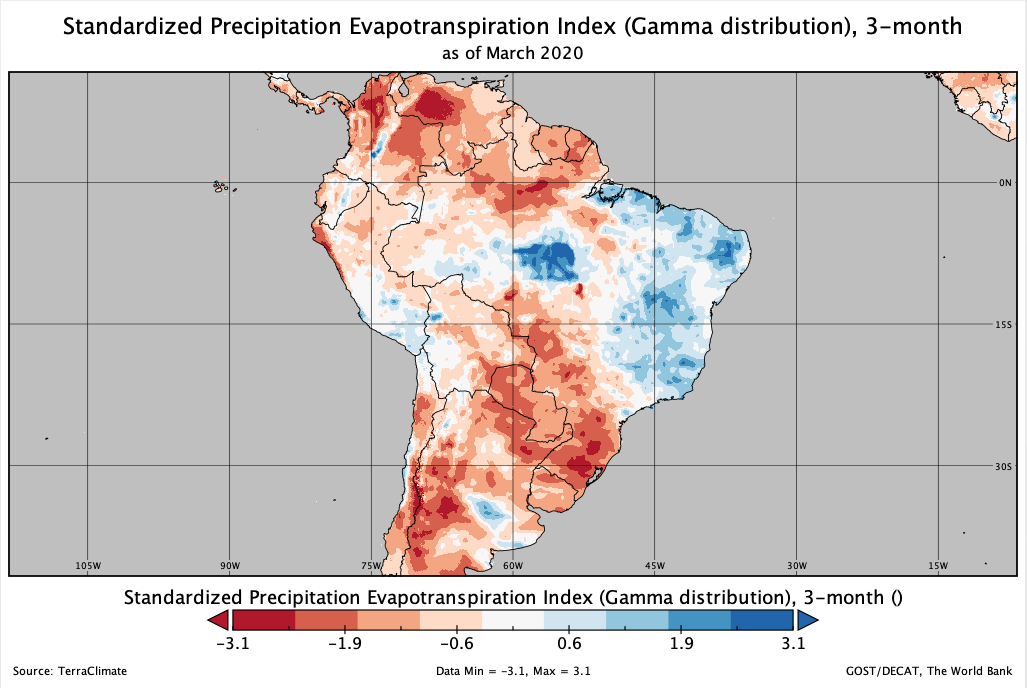 Standardized Precipitation Evapotranspiration Index (Gamma distribution), 3−month
as of March 2020
0N
15S
30S
105W 90W 75W 60W 45W 30W 15W
Standardized Precipitation Evapotranspiration Index (Gamma distribution), 3−month ()
−3.1 −1.9 −0.6 0.6 1.9 3.1
Source: TerraClimate Data Min = −3.1, Max = 3.1 GOST/DECAT, The World Bank